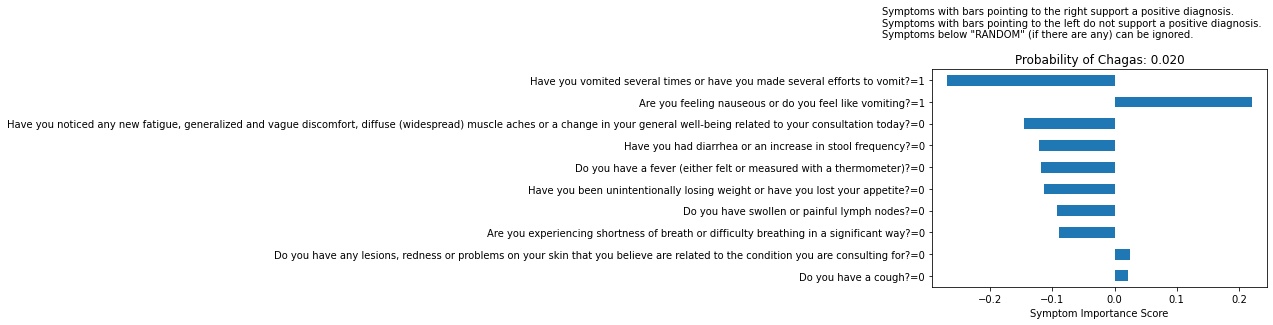 Symptoms with bars pointing to the right support a positive diagnosis.
Symptoms with bars pointing to the left do not support a positive diagnosis.
Symptoms below "RANDOM" (if there are any) can be ignored.
Probability of Chagas: 0.020
Have you vomited several times or have you made several efforts to vomit?=1
Are you feeling nauseous or do you feel like vomiting?=1
Have you noticed any new fatigue, generalized and vague discomfort, diffuse (widespread) muscle aches or a change in your general well-being related to your consultation today?=0
Have you had diarrhea or an increase in stool frequency?=0
Do you have a fever (either felt or measured with a thermometer)?=0
Have you been unintentionally losing weight or have you lost your appetite?=0
Do you have swollen or painful lymph nodes?=0
Are you experiencing shortness of breath or difficulty breathing in a significant way?=0
Do you have any lesions, redness or problems on your skin that you believe are related to the condition you are consulting for?=0
Do you have a cough?=0
−0.2 −0.1 0.0 0.1 0.2
Symptom Importance Score